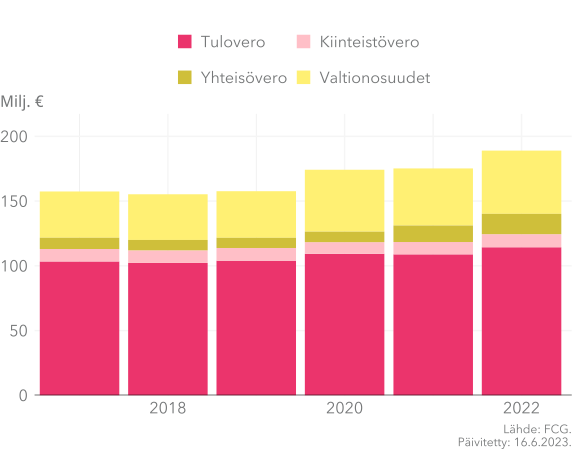 Tulovero
Kiinteistövero
Yhteisövero
Valtionosuudet
Milj. €
200
150
100
50
0
2018
2020
2022
Lähde: FCG.
Päivitetty: 16.6.2023.